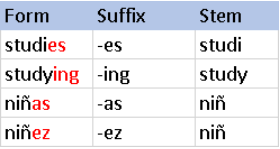 Form Suffix Stem
studies -es studi
studying -ing study
niñas -as niñ
niñez -ez niñ